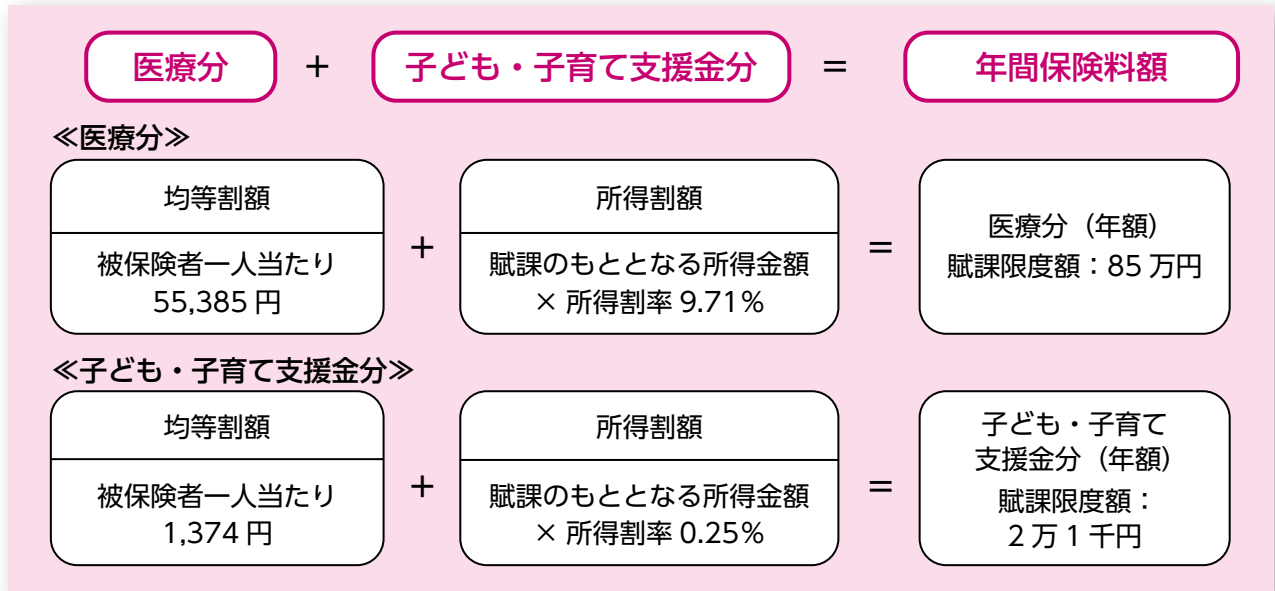 医療分 + 子ども・子育て支援金分 = 年間保険料額
≪医療分≫
均等割額
被保険者一人当たり
55,385 円
+
所得割額
賦課のもととなる所得金額
× 所得割率 9.71%
=
医療分（年額）
賦課限度額：85 万円
≪子ども・子育て支援金分≫
均等割額
被保険者一人当たり
1,374 円
+
所得割額
賦課のもととなる所得金額
× 所得割率 0.25%
=
子ども・子育て
支援金分（年額）
賦課限度額：
2 万 1 千円